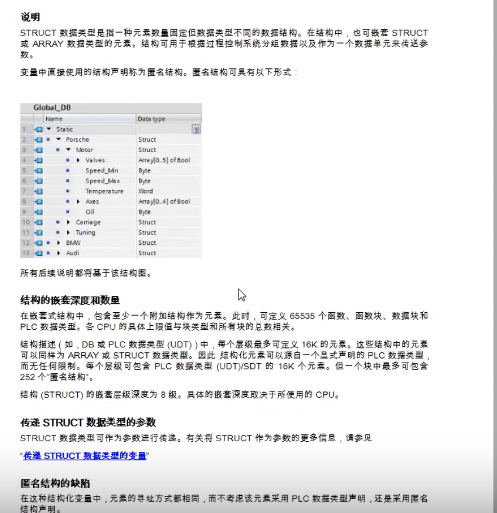 说明
STRUCT 数据类型是指一种元素数量固定但数据类型不同的数据结构。在结构中，也可嵌套 STRUCT
或 ARRAY 数据类型的元素。结构可用于根据过程控制系统分组数据以及作为一个数据单元来传送参
数。
变量中直接使用的结构声明称为匿名结构。匿名结构可具有以下形式：
Global_DB
Name Data type
1 Static
2 Porsche Struct
3 Motor Struct
4 Valves Array[0..5] of Bool
5 Speed_Min Byte
6 Speed_Max Byte
7 Temperature Word
8 Axes Array[0..4] of Bool
9 Oil Byte
10 Carriage Struct
11 Tuning Struct
12 BMW Struct
13 Audi Struct
所有后续说明都将基于该结构图。
结构的嵌套深度和数量
在嵌套式结构中，包含至少一个附加结构作为元素。此时，可定义 65535 个函数、函数块、数据块和
PLC 数据类型。各 CPU 的具体上限值与块类型和所有块的总数相关。
结构描述（如，DB 或 PLC 数据类型 (UDT)）中，每个层级最多可定义 16K 的元素。这些结构中的元素
可以同样为 ARRAY 或 STRUCT 数据类型。因此，结构化元素可以源自一个显式声明的 PLC 数据类型，
而无任何限制。每个层级可包含 PLC 数据类型 (UDT)/SDT 的 16K 个元素。但一个块中最多可包含
252 个“匿名结构”。
结构 (STRUCT) 的嵌套层级深度为 8 级。具体的嵌套深度取决于所使用的 CPU。
传递 STRUCT 数据类型的参数
STRUCT 数据类型可作为参数进行传递。有关将 STRUCT 作为参数的更多信息，请参见
“传递 STRUCT 数据类型的变量”
匿名结构的缺陷
在这种结构化变量中，元素的寻址方式都相同，而不考虑该元素采用 PLC 数据类型声明，还是采用匿名
结构声明。